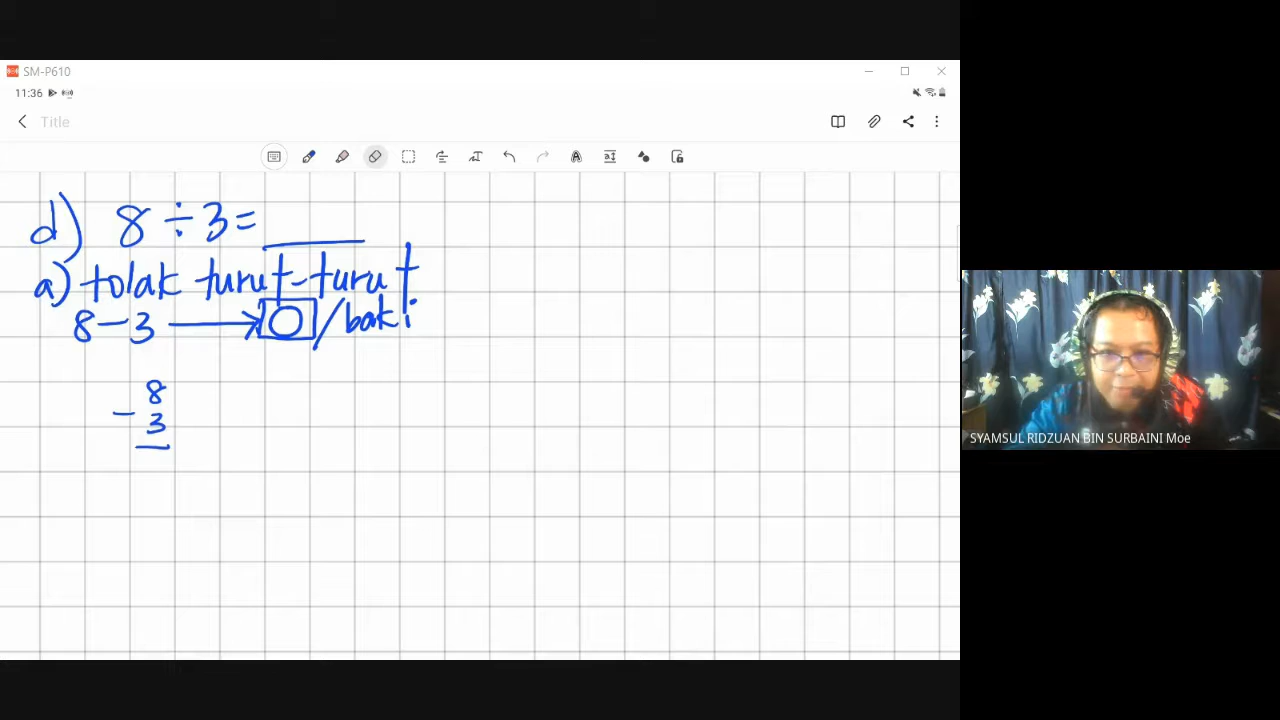 SM-P610
11:36
Title
d) 8 ÷ 3 = ____
a) tolak turut-turut
8 - 3 → 0 / baki
8
- 3
SYAMSUL RIDZUAN BIN SURBAINI Moe